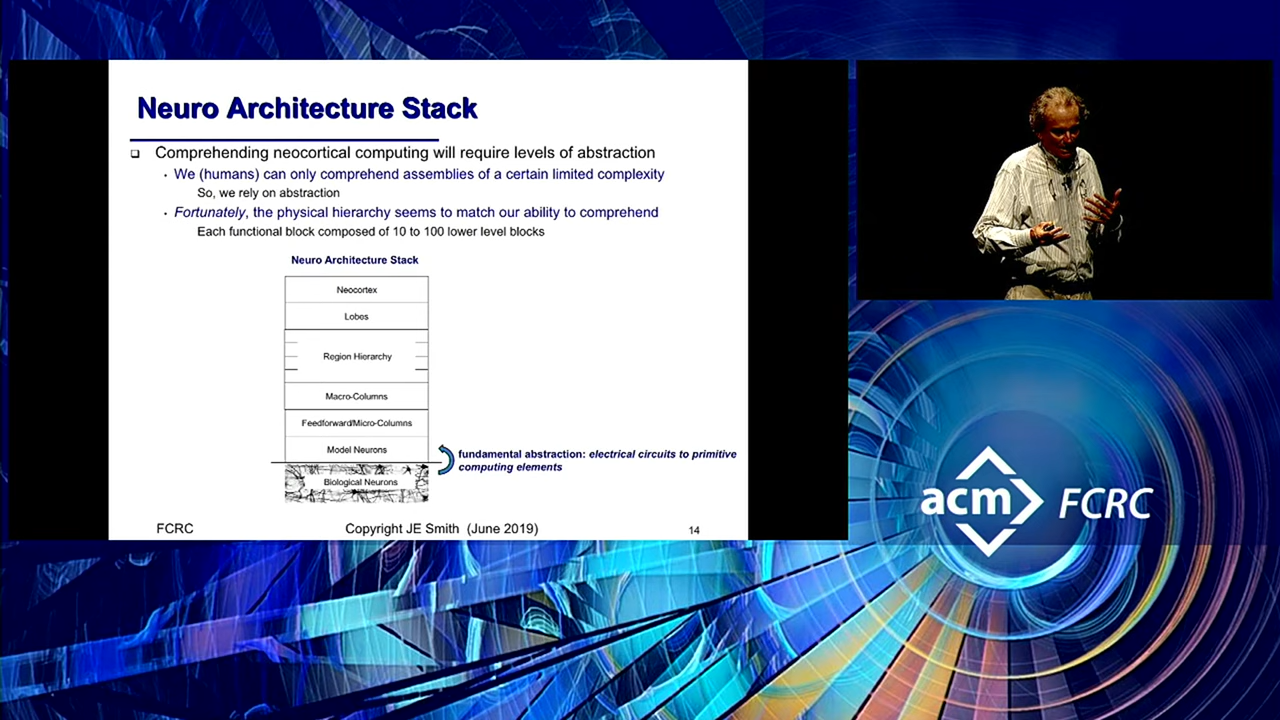 Neuro Architecture Stack
Comprehending neocortical computing will require levels of abstraction
We (humans) can only comprehend assemblies of a certain limited complexity
So, we rely on abstraction
Fortunately, the physical hierarchy seems to match our ability to comprehend
Each functional block composed of 10 to 100 lower level blocks
Neuro Architecture Stack
Neocortex
Lobes
Region Hierarchy
Macro-Columns
Feedforward/Micro-Columns
Model Neurons
fundamental abstraction: electrical circuits to primitive
computing elements
Biological Neurons
FCRC
Copyright JE Smith (June 2019)
14
acm FCRC